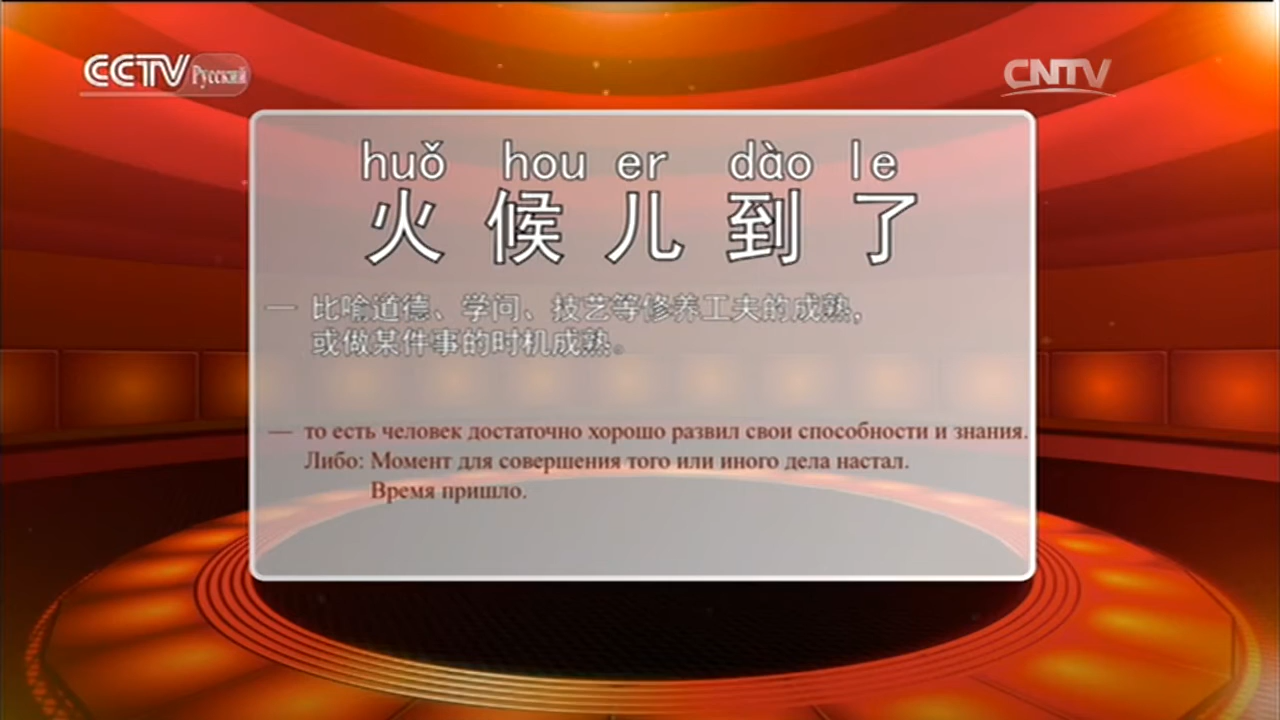 CCTV Русский
CNTV
huǒ hou er dào le
火候儿到了
— 比喻道德、学问、技艺等修养工夫的成熟，
或做某件事的时机成熟。
— то есть человек достаточно хорошо развил свои способности и знания.
Либо: Момент для совершения того или иного дела настал.
Время пришло.